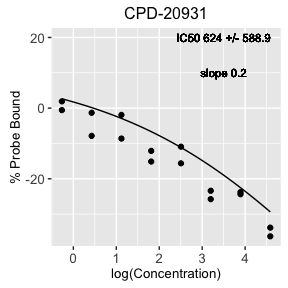 CPD-20931
IC50 624 +/- 588.9
slope 0.2
% Probe Bound
20
0
-20
0
1
2
3
4
log(Concentration)